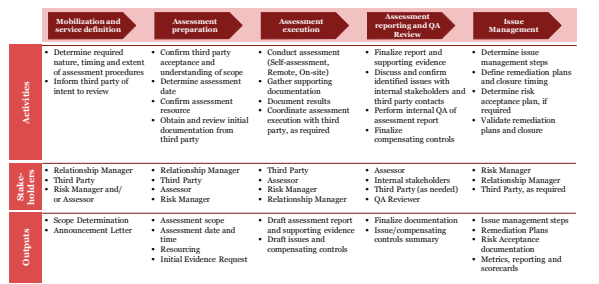 Mobilization and
service definition
Assessment
preparation
Assessment
execution
Assessment
reporting and QA
Review
Issue
Management
Activities
• Determine required
nature, timing and extent
of assessment procedures
• Inform third party of
intent to review
• Confirm third party
acceptance and
understanding of scope
• Determine assessment
date
• Confirm assessment
resource
• Obtain and review initial
documentation from
third party
• Conduct assessment
(Self-assessment,
Remote, On-site)
• Gather supporting
documentation
• Document results
• Coordinate assessment
execution with third
party, as required
• Finalize report and
supporting evidence
• Discuss and confirm
identified issues with
internal stakeholders and
third party contacts
• Perform internal QA of
assessment report
• Finalize
compensating controls
• Determine issue
management steps
• Define remediation plans
and closure timing
• Determine risk
acceptance plan, if
required
• Validate remediation
plans and closure
Stake-
holders
• Relationship Manager
• Third Party
• Risk Manager and/
or Assessor
• Relationship Manager
• Third Party
• Assessor
• Risk Manager
• Third Party
• Assessor
• Risk Manager
• Relationship Manager
• Assessor
• Internal stakeholders
• Third Party (as needed)
• QA Reviewer
• Risk Manager
• Relationship Manager
• Third Party, as required
Outputs
• Scope Determination
• Announcement Letter
• Assessment scope
• Assessment date and
time
• Resourcing
• Initial Evidence Request
• Draft assessment report
and supporting evidence
• Draft issues and
compensating controls
• Finalize documentation
• Issue/compensating
controls summary
• Issue management steps
• Remediation Plans
• Risk Acceptance
documentation
• Metrics, reporting and
scorecards